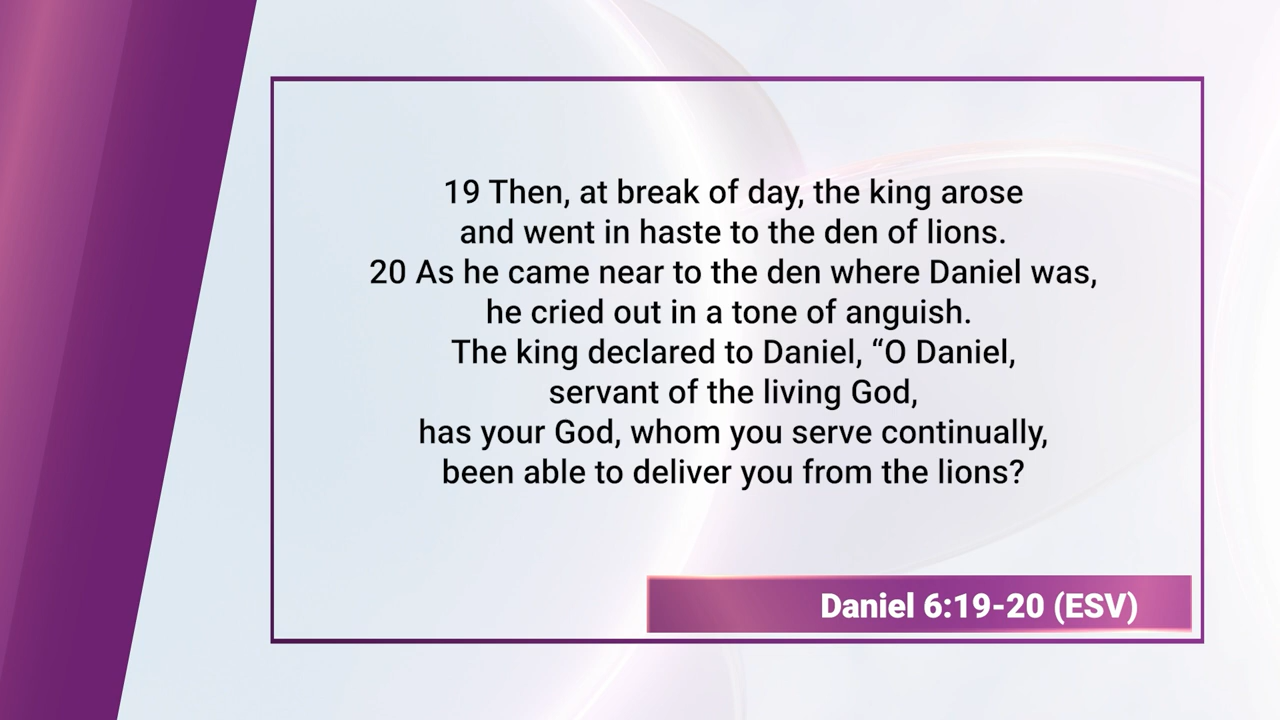 19 Then, at break of day, the king arose
and went in haste to the den of lions.
20 As he came near to the den where Daniel was,
he cried out in a tone of anguish.
The king declared to Daniel, “O Daniel,
servant of the living God,
has your God, whom you serve continually,
been able to deliver you from the lions?
Daniel 6:19-20 (ESV)